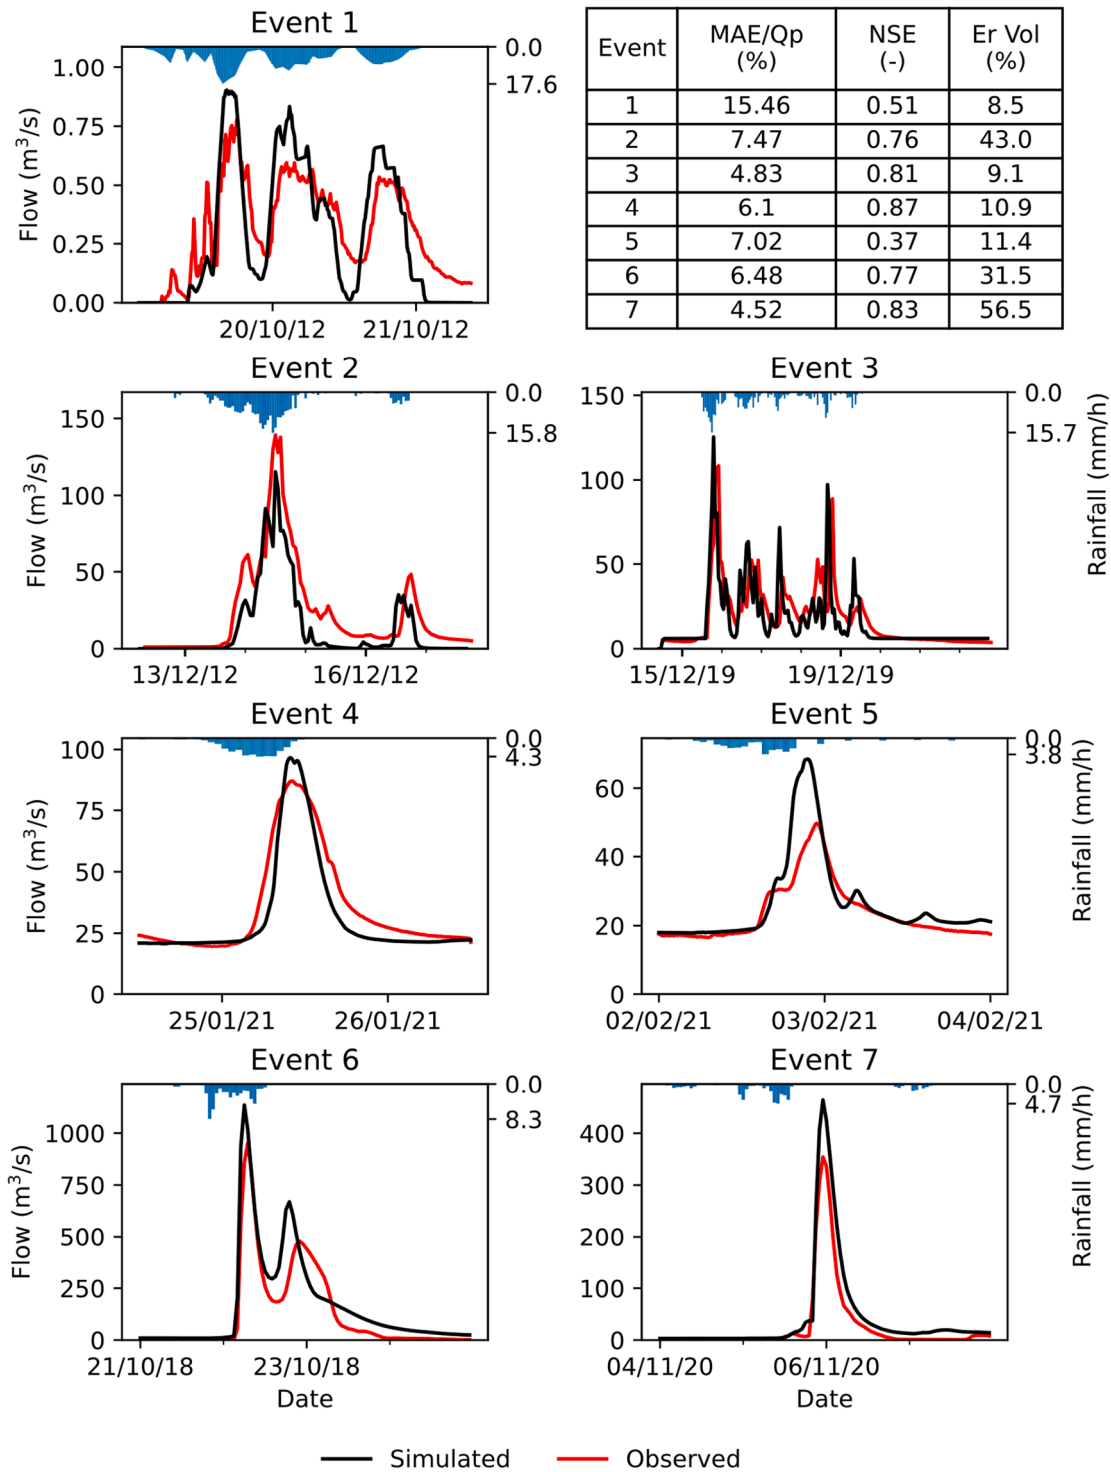 Event 1
0.0
17.6
1.00
0.75
0.50
0.25
0.00
Flow (m³/s)
20/10/12 21/10/12
Event MAE/Qp (%) NSE (-) Er Vol (%)
1 15.46 0.51 8.5
2 7.47 0.76 43.0
3 4.83 0.81 9.1
4 6.1 0.87 10.9
5 7.02 0.37 11.4
6 6.48 0.77 31.5
7 4.52 0.83 56.5
Event 2
0.0
15.8
150
100
50
0
Flow (m³/s)
13/12/12 16/12/12
Event 3
0.0
15.7
150
100
50
0
Rainfall (mm/h)
15/12/19 19/12/19
Event 4
0.0
4.3
100
75
50
25
0
Flow (m³/s)
25/01/21 26/01/21
Event 5
0.0
3.8
60
40
20
0
Rainfall (mm/h)
02/02/21 03/02/21 04/02/21
Event 6
0.0
8.3
1000
750
500
250
0
Flow (m³/s)
21/10/18 23/10/18
Date
Event 7
0.0
4.7
400
300
200
100
0
Rainfall (mm/h)
04/11/20 06/11/20
Date
Simulated Observed